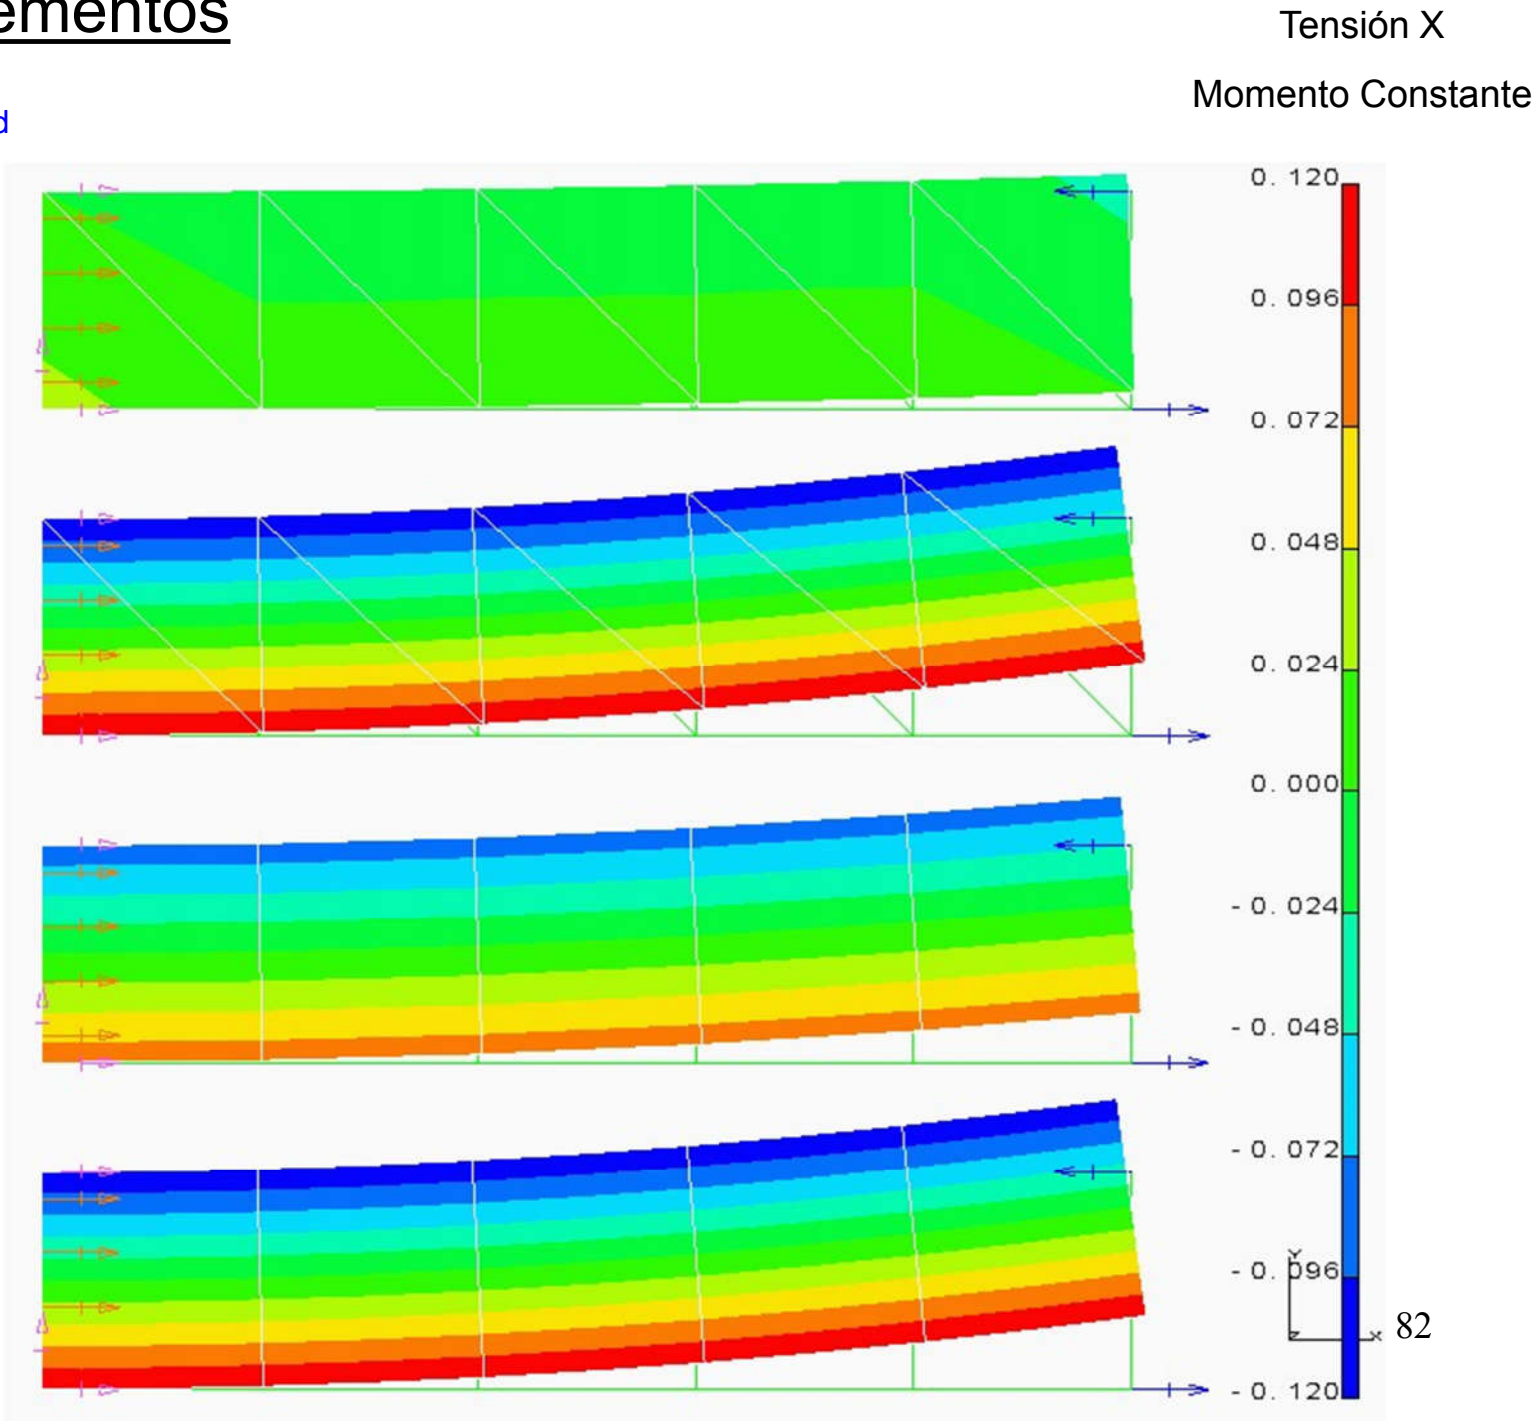 ementos
Tensión X
Momento Constante
d
0. 120
0. 096
0. 072
0. 048
0. 024
0. 000
- 0. 024
- 0. 048
- 0. 072
- 0. 096
- 0. 120
Y
Z
X
82